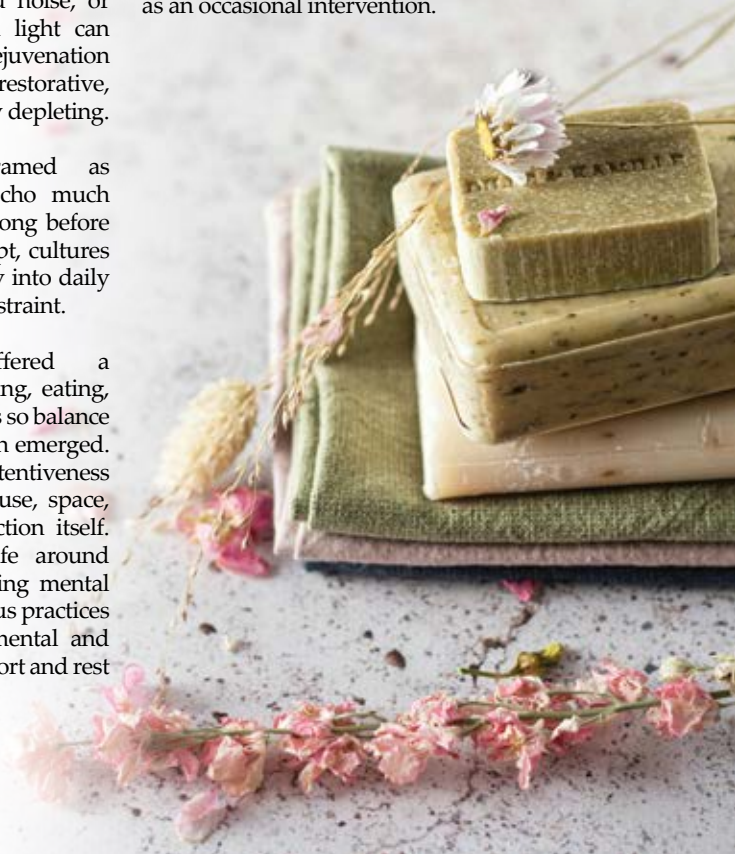 noise, or
light can
ejuvenation
restorative,
depleting.
amed as
cho much
ong before
pt, cultures
into daily
straint.
ffered a
ng, eating,
s so balance
n emerged.
tentiveness
use, space,
ction itself.
fe around
ing mental
us practices
mental and
ort and rest
as an occasional intervention.
& KAMILLE